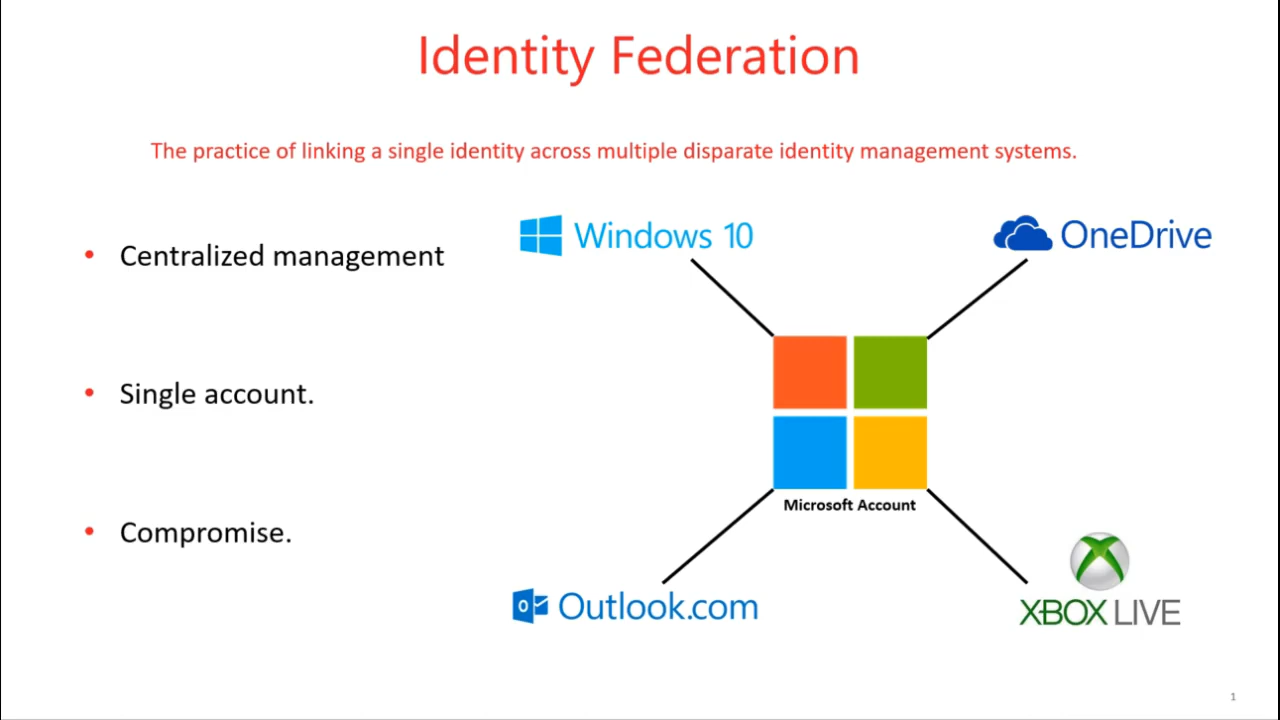 Identity Federation
The practice of linking a single identity across multiple disparate identity management systems.
• Centralized management
• Single account.
• Compromise.
Windows 10
OneDrive
Microsoft Account
Outlook.com
XBOX LIVE
1